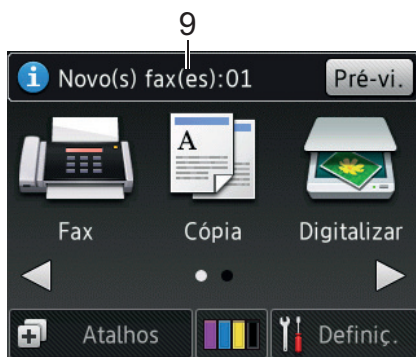 9
Novo(s) fax(es):01 Pré-vi.
A
Fax Cópia Digitalizar
Atalhos Definiç.